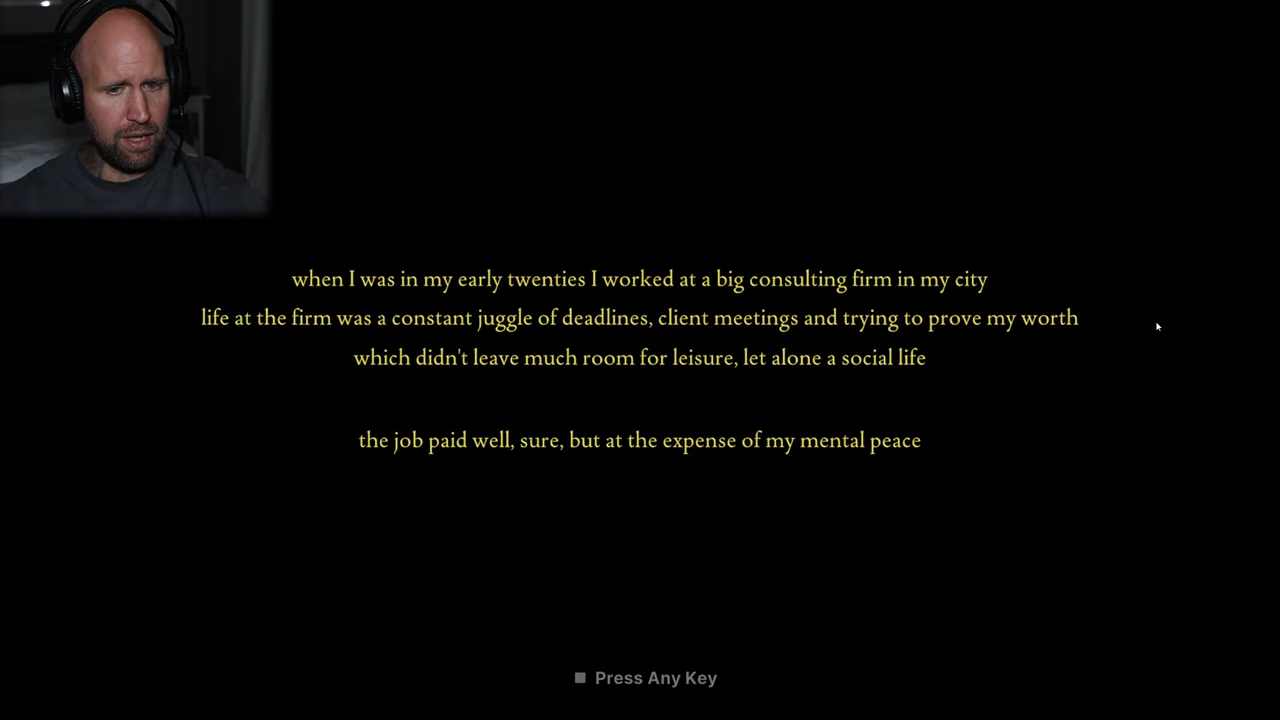 when I was in my early twenties I worked at a big consulting firm in my city
life at the firm was a constant juggle of deadlines, client meetings and trying to prove my worth
which didn't leave much room for leisure, let alone a social life
the job paid well, sure, but at the expense of my mental peace
Press Any Key